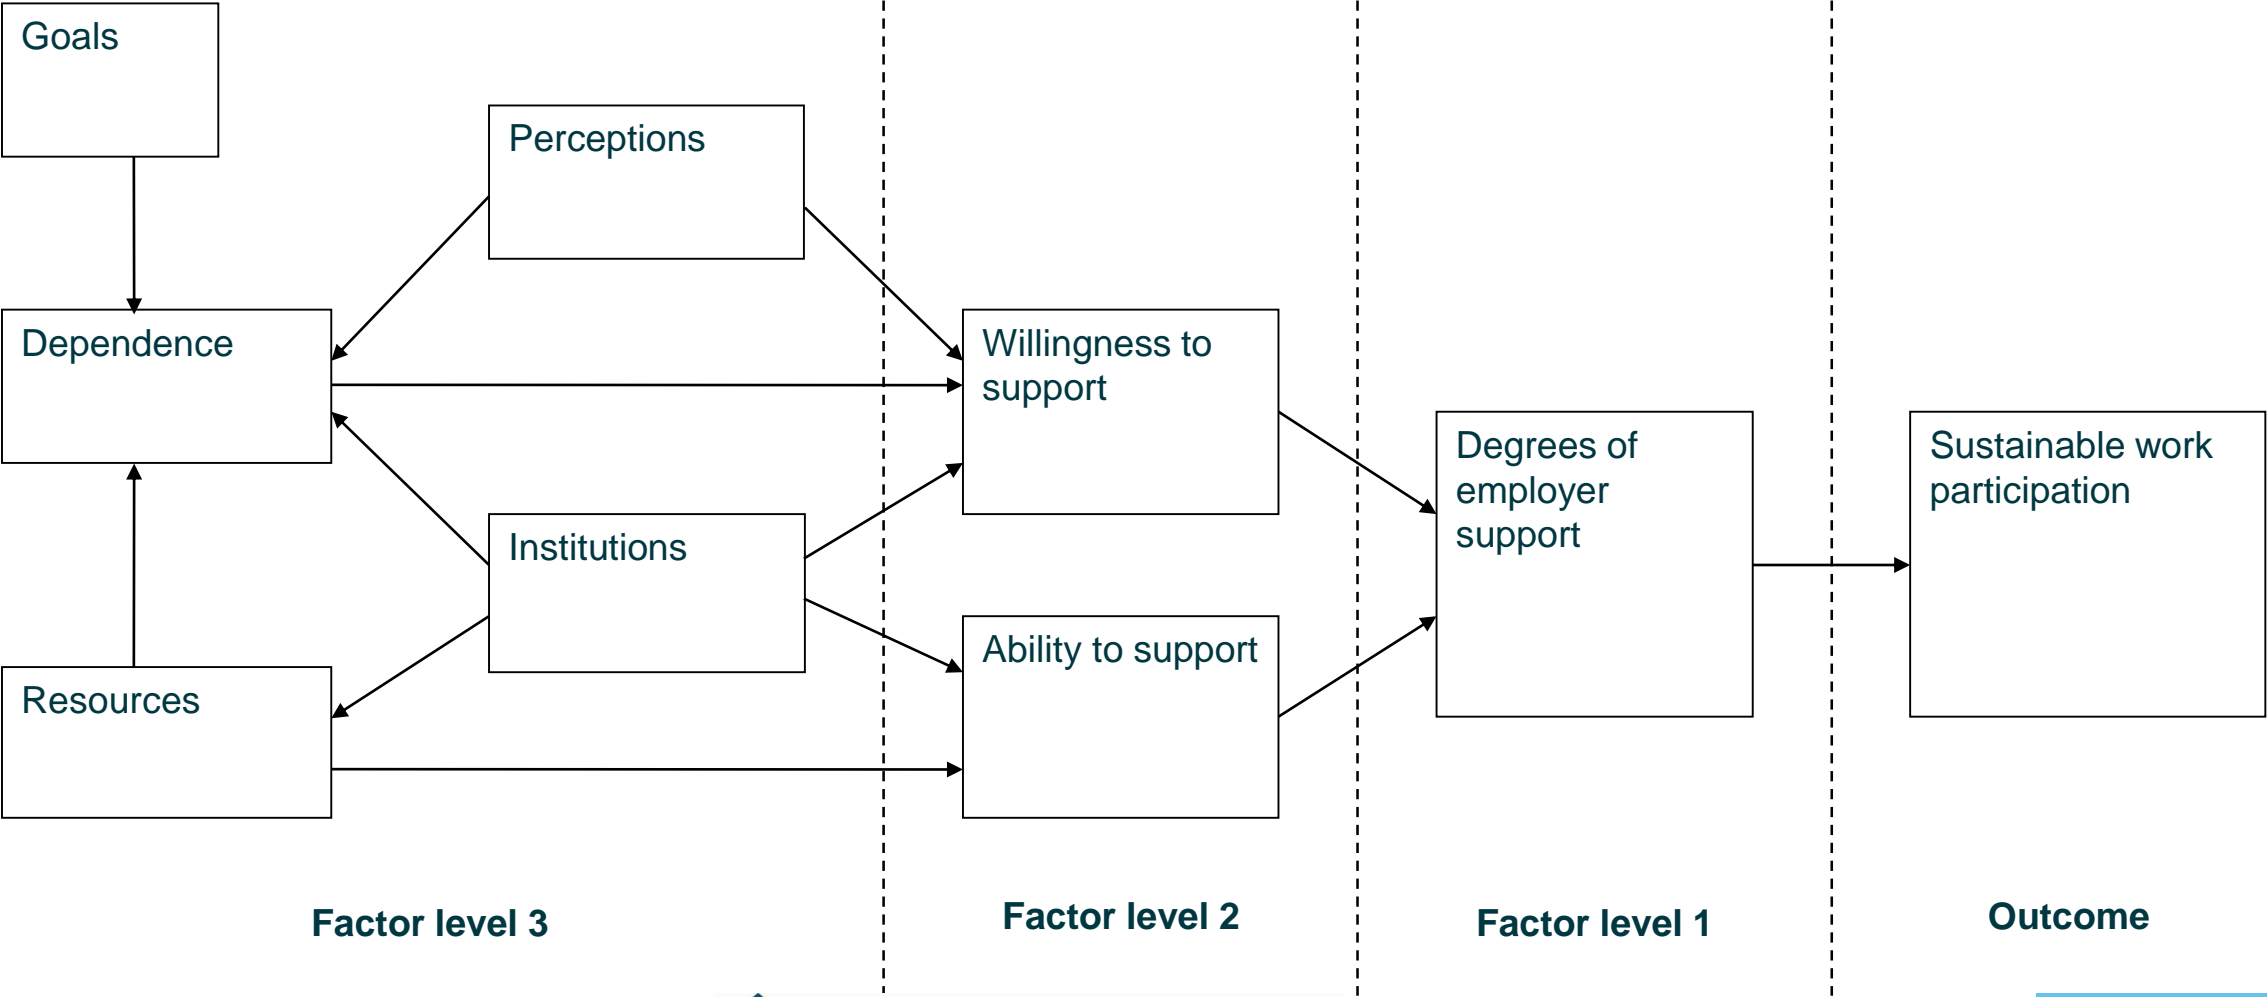 Goals
Perceptions
Dependence
Willingness to
support
Degrees of
employer
support
Sustainable work
participation
Institutions
Ability to support
Resources
Factor level 3
Factor level 2
Factor level 1
Outcome